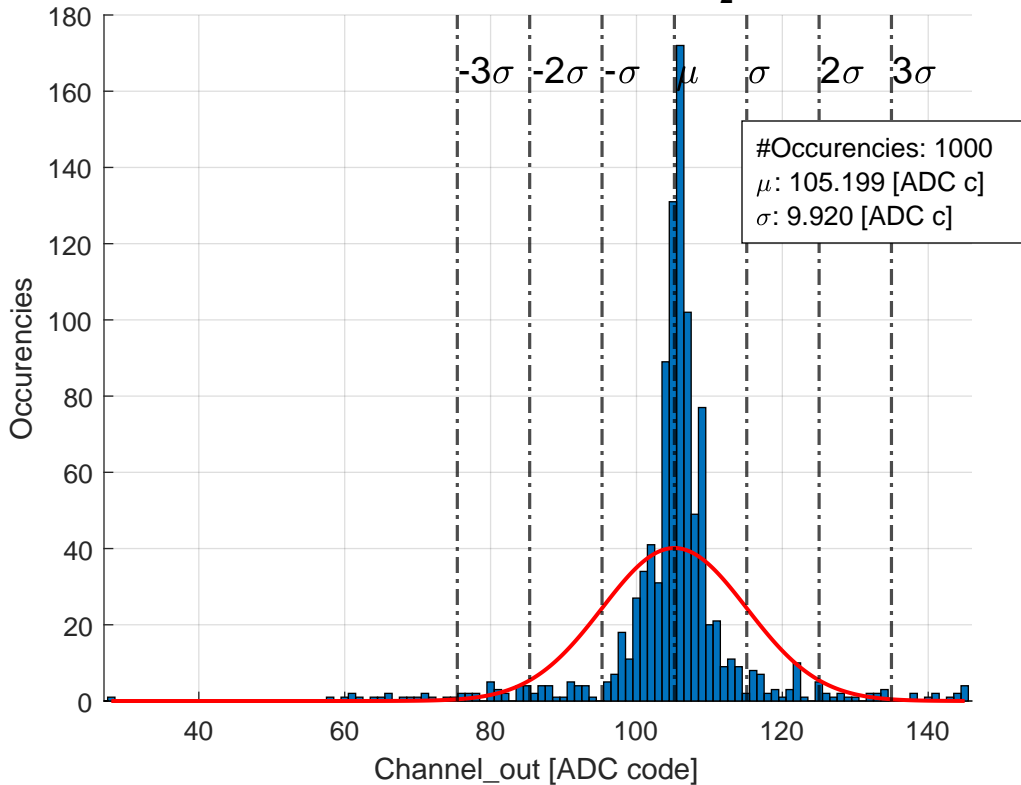 2
180
160
140
120
100
80
60
40
20
0
-3σ -2σ -σ μ σ 2σ 3σ
#Occurencies: 1000
μ: 105.199 [ADC c]
σ: 9.920 [ADC c]
Occurencies
40 60 80 100 120 140
Channel_out [ADC code]